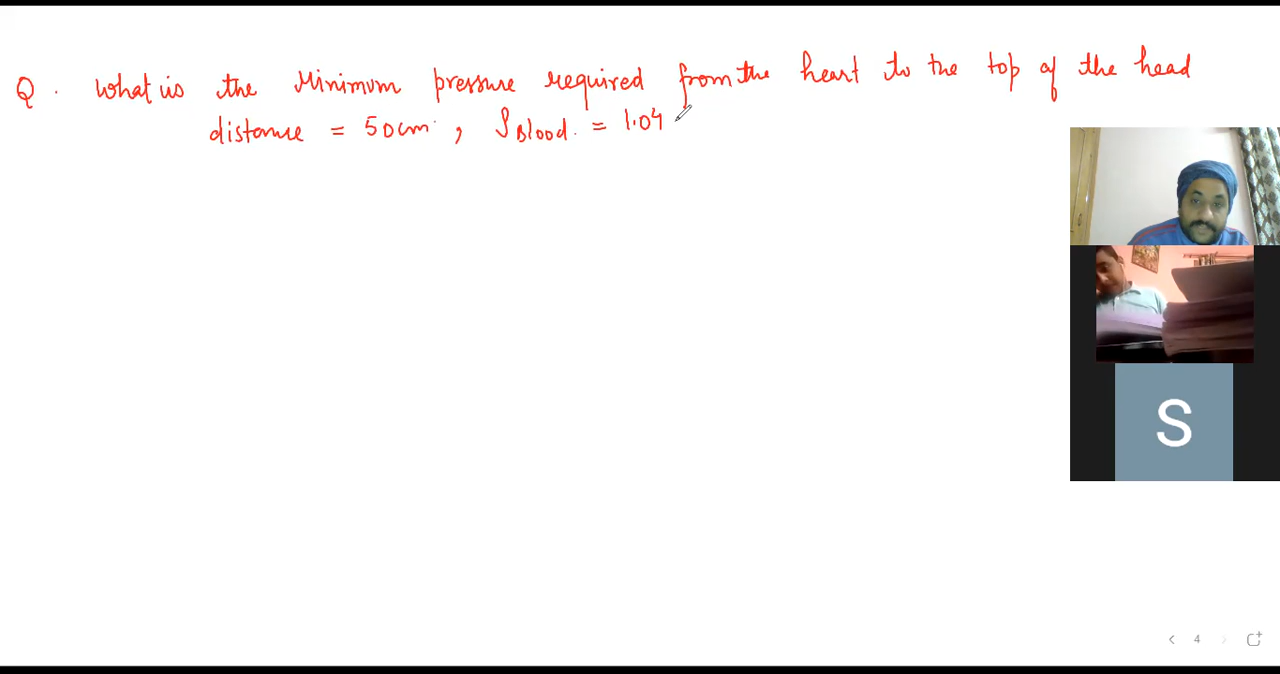 Q. What is the Minimum pressure required from the heart to the top of the head
distance = 50cm, ρBlood. = 1.04
S
4